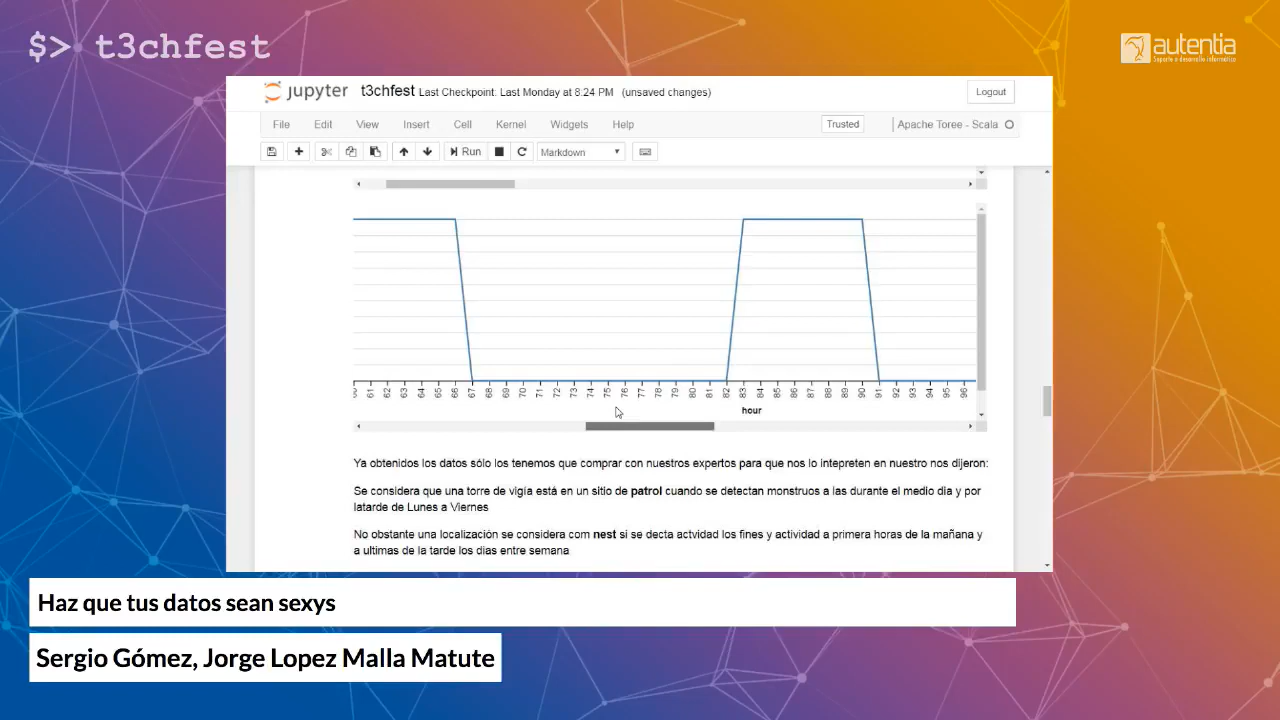 $> t3chfest
autentia
Soporte a desarrollo informático
jupyter t3chfest Last Checkpoint: Last Monday at 8:24 PM (unsaved changes)
Logout
File Edit View Insert Cell Kernel Widgets Help
Trusted
Apache Toree - Scala
Run
Markdown
61 62 63 64 65 66 67 68 69 70 71 72 73 74 75 76 77 78 79 80 81 82 83 84 85 86 87 88 89 90 91 92 93 94 95 96
hour
Ya obtenidos los datos sólo los tenemos que comprar con nuestros expertos para que nos lo intepreten en nuestro nos dijeron:
Se considera que una torre de vigía está en un sitio de patrol cuando se detectan monstruos a las durante el medio dia y por
latarde de Lunes a Viernes
No obstante una localización se considera com nest si se decta actvidad los fines y actividad a primera horas de la mañana y
a ultimas de la tarde los dias entre semana
Haz que tus datos sean sexys
Sergio Gómez, Jorge Lopez Malla Matute